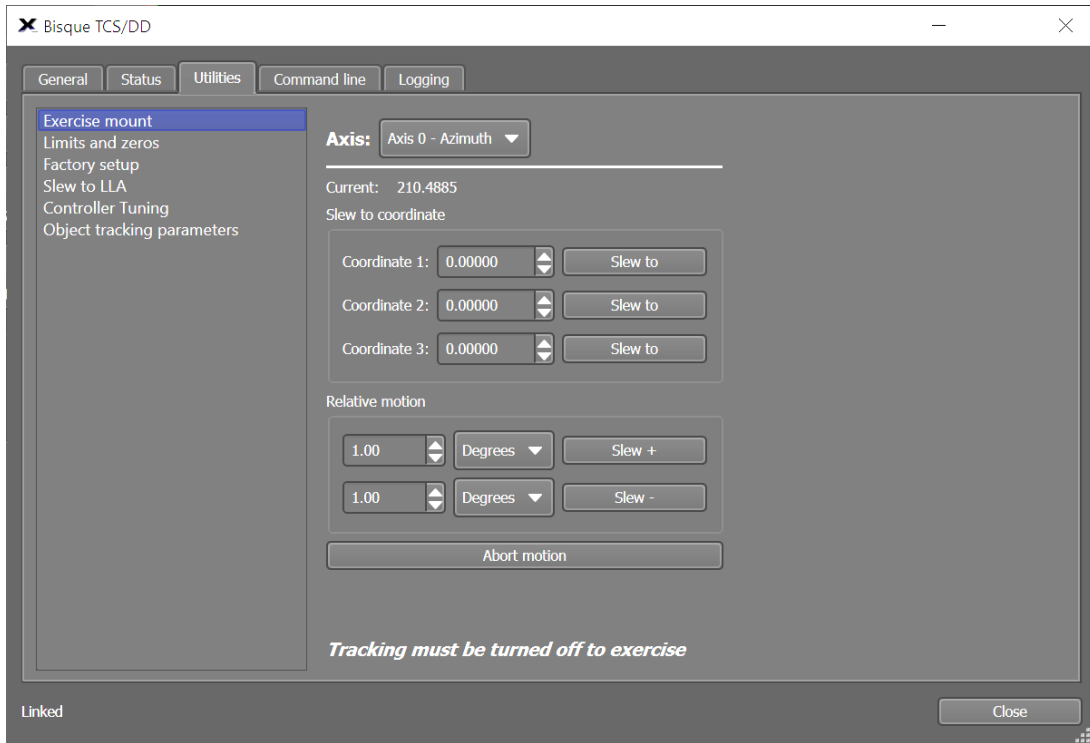 Bisque TCS/DD
General Status Utilities Command line Logging
Exercise mount
Limits and zeros
Factory setup
Slew to LLA
Controller Tuning
Object tracking parameters
Axis: Axis 0 - Azimuth
Current: 210.4885
Slew to coordinate
Coordinate 1: 0.00000 Slew to
Coordinate 2: 0.00000 Slew to
Coordinate 3: 0.00000 Slew to
Relative motion
1.00 Degrees Slew +
1.00 Degrees Slew -
Abort motion
Tracking must be turned off to exercise
Linked Close